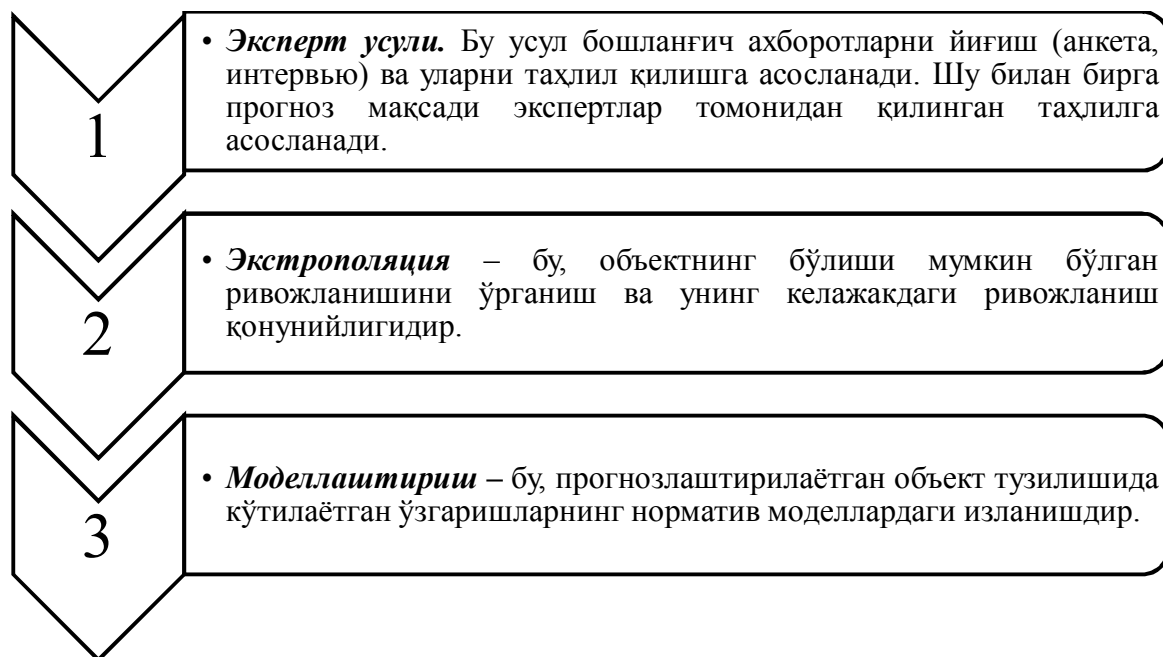 1
• Эксперт усули. Бу усул бошланғич ахборотларни йиғиш (анкета,
интервью) ва уларни таҳлил қилишга асосланади. Шу билан бирга
прогноз мақсади экспертлар томонидан қилинган таҳлилга
асосланади.
2
• Экстрополяция – бу, объектнинг бўлиши мумкин бўлган
ривожланишини ўрганиш ва унинг келажакдаги ривожланиш
қонунийлигидир.
3
• Моделлаштириш – бу, прогнозлаштирилаётган объект тузилишида
кўтилаётган ўзгаришларнинг норматив моделлардаги изланишдир.